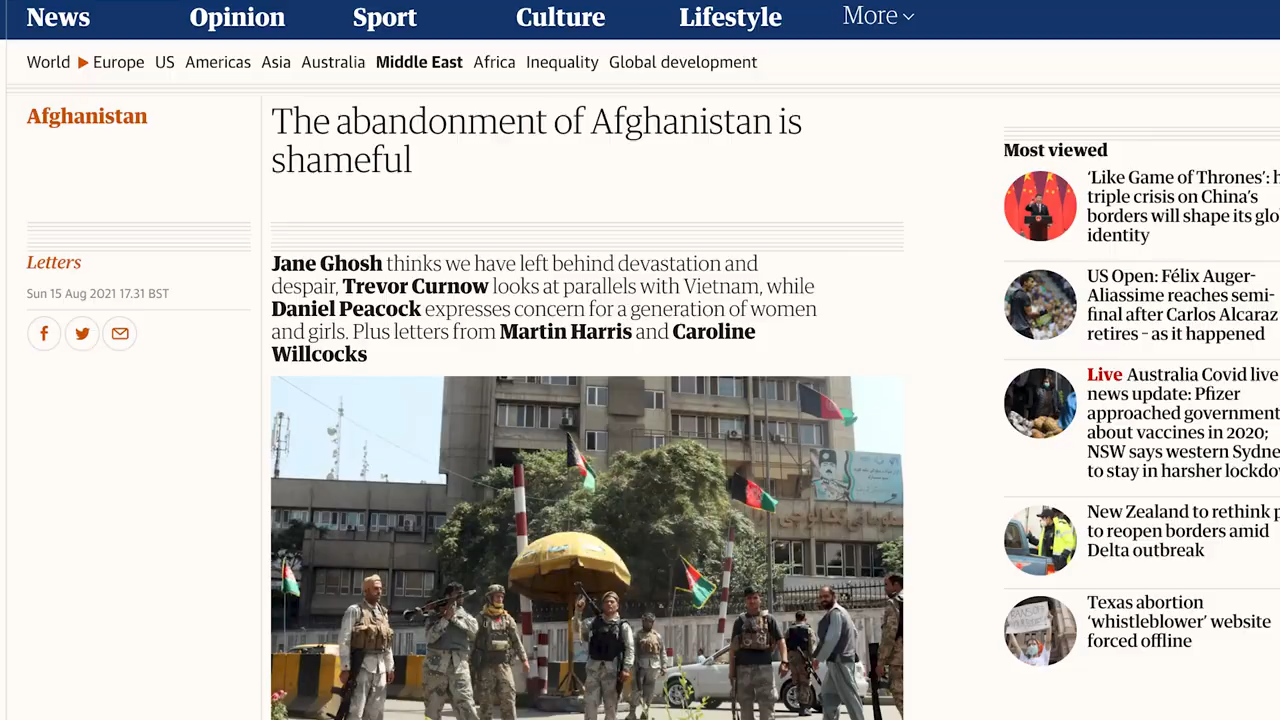 News Opinion Sport Culture Lifestyle More
World Europe US Americas Asia Australia Middle East Africa Inequality Global development
Afghanistan
The abandonment of Afghanistan is
shameful
Letters
Sun 15 Aug 2021 17.31 BST
Jane Ghosh thinks we have left behind devastation and
despair, Trevor Curnow looks at parallels with Vietnam, while
Daniel Peacock expresses concern for a generation of women
and girls. Plus letters from Martin Harris and Caroline
Willcocks
Most viewed
‘Like Game of Thrones’: h
triple crisis on China’s
borders will shape its glo
identity
US Open: Félix Auger-
Aliassime reaches semi-
final after Carlos Alcaraz
retires – as it happened
Live Australia Covid live
news update: Pfizer
approached government
about vaccines in 2020;
NSW says western Sydne
to stay in harsher lockdo
New Zealand to rethink p
to reopen borders amid
Delta outbreak
Texas abortion
‘whistleblower’ website
forced offline